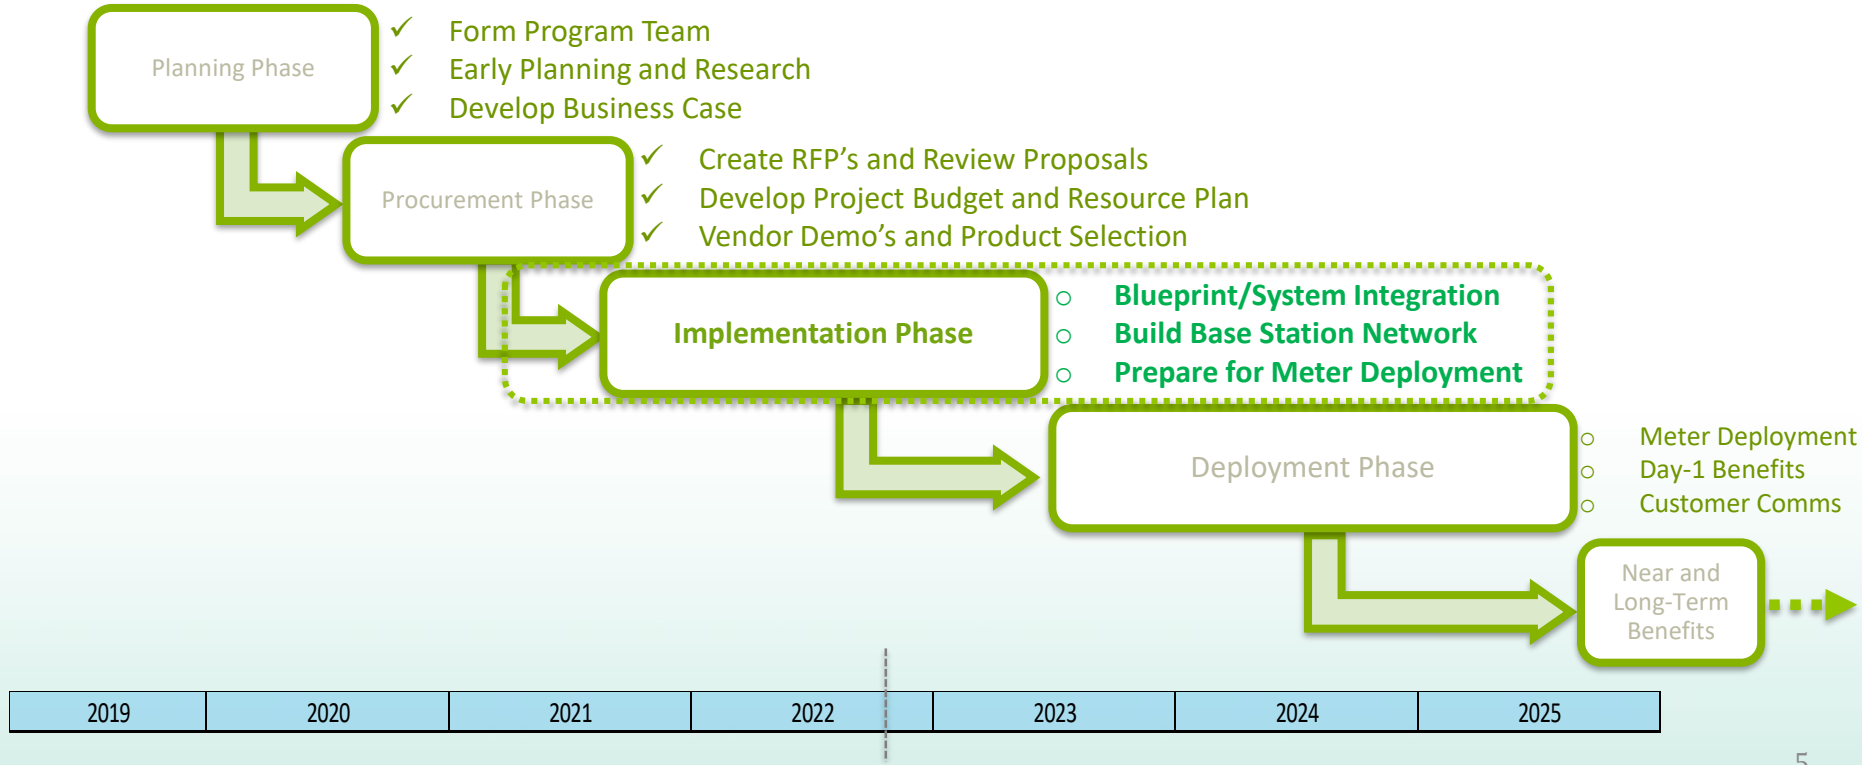 Planning Phase
✓ Form Program Team
✓ Early Planning and Research
✓ Develop Business Case
Procurement Phase
✓ Create RFP's and Review Proposals
✓ Develop Project Budget and Resource Plan
✓ Vendor Demo's and Product Selection
Implementation Phase
o Blueprint/System Integration
o Build Base Station Network
o Prepare for Meter Deployment
Deployment Phase
o Meter Deployment
o Day-1 Benefits
o Customer Comms
Near and
Long-Term
Benefits
2019 2020 2021 2022 2023 2024 2025
5